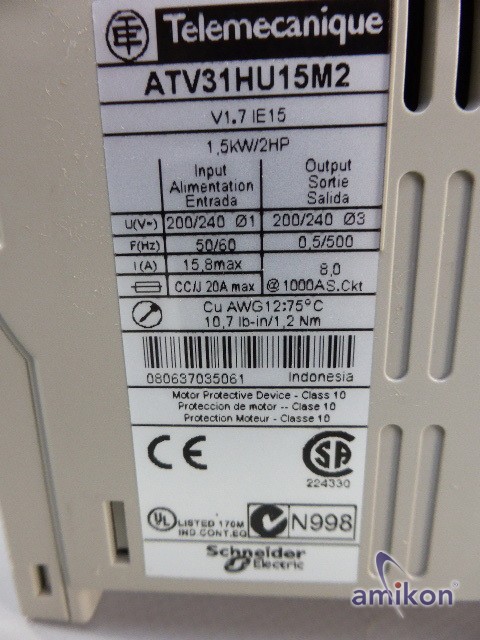 Telemecanique
ATV31HU15M2
V1.7 IE15
1,5KW/2HP
Input Output
Alimentation Sortie
Entrada Salida
U(V~) 200/240 Ø1 200/240 Ø3
F(Hz) 50/60 0,5/500
I(A) 15,8max 8,0
CC/J 20A max @1000AS.Ckt
Cu AWG12:75°C
10,7 lb-in/1,2 Nm
080637035061 Indonesia
Motor Protective Device - Class 10
Proteccion de motor -- Clase 10
Protection Moteur - Classe 10
CE SA
224330
UL LISTED 170M N998
IND.CONT.EQ
Schneider
Electric
amikon®